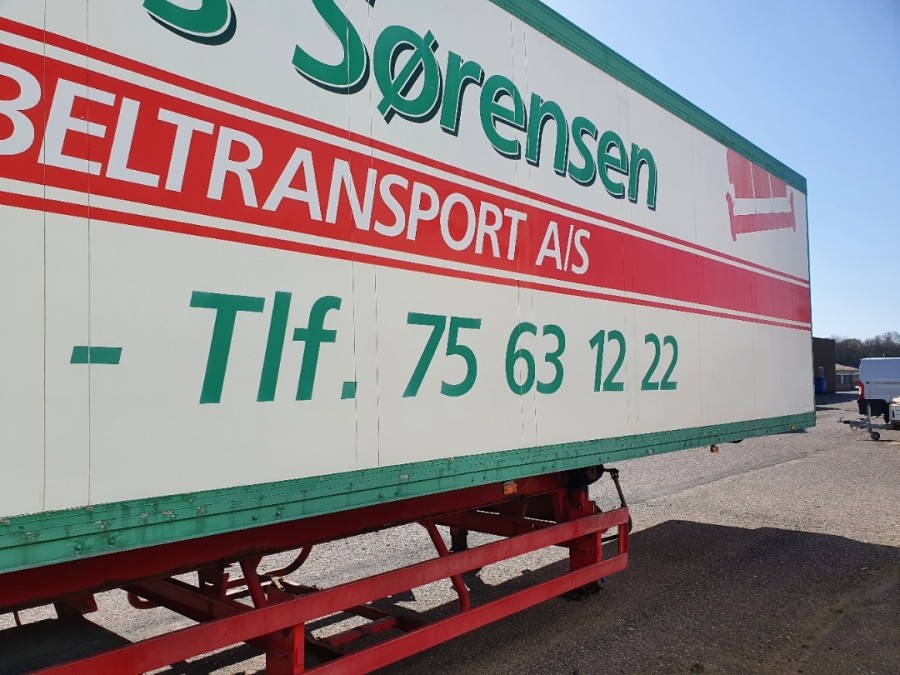 s Sørensen
BELTRANSPORT A/S
- Tlf. 75 63 12 22